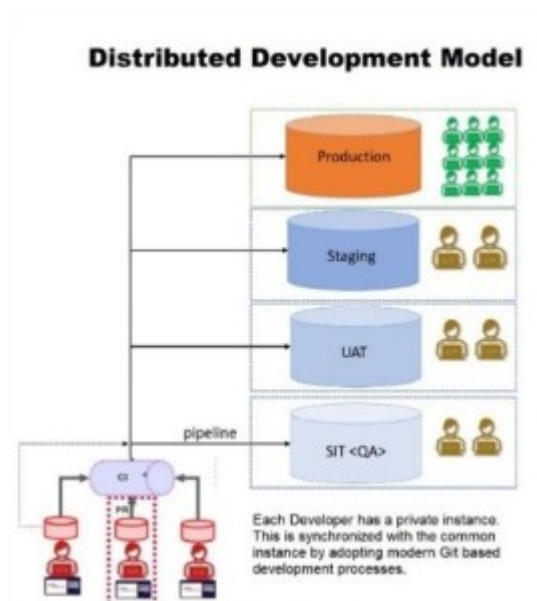 Distributed Development Model
Production
Staging
UAT
SIT <QA>
pipeline
CI
PR
Each Developer has a private instance.
This is synchronized with the common
instance by adopting modern Git based
development processes.